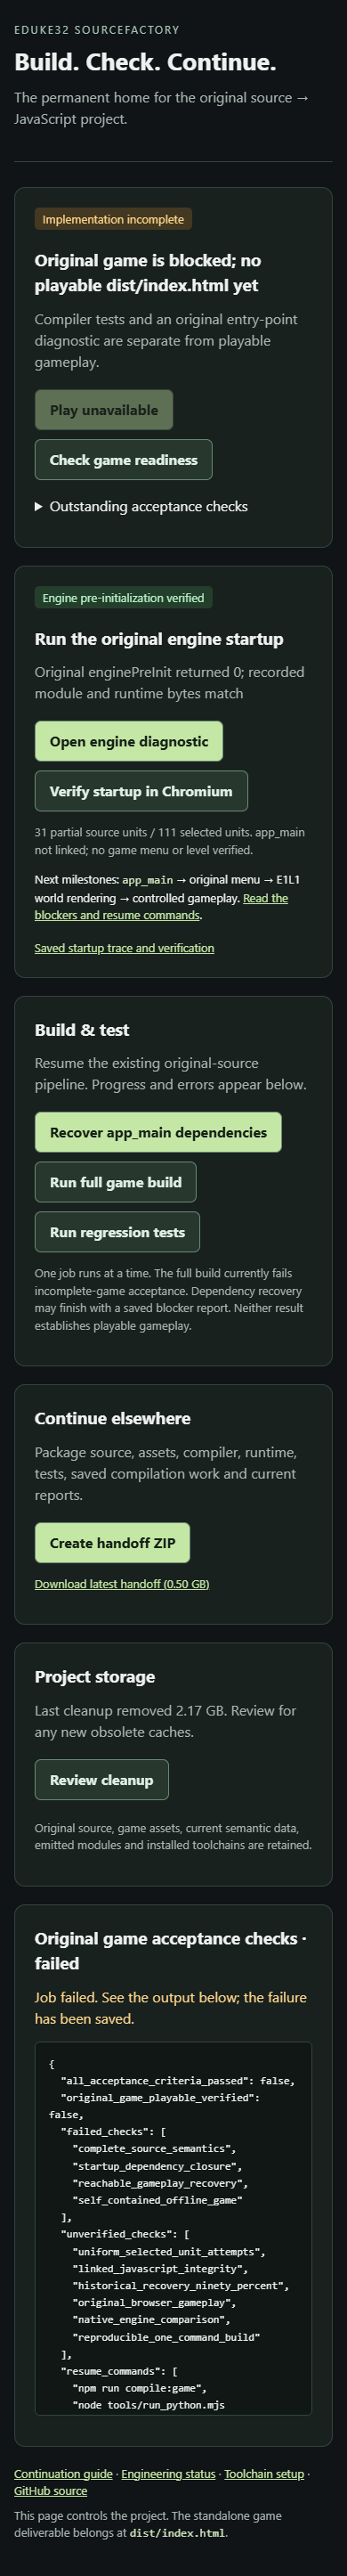 EDUKE32 SOURCEFACTORY
Build. Check. Continue.
The permanent home for the original source →
JavaScript project.
Implementation incomplete
Original game is blocked; no
playable dist/index.html yet
Compiler tests and an original entry-point
diagnostic are separate from playable
gameplay.
Play unavailable
Check game readiness
▶ Outstanding acceptance checks
Engine pre-initialization verified
Run the original engine startup
Original enginePreInit returned 0; recorded
module and runtime bytes match
Open engine diagnostic
Verify startup in Chromium
31 partial source units / 111 selected units. app_main
not linked; no game menu or level verified.
Next milestones: app_main → original menu → E1L1
world rendering → controlled gameplay. Read the
blockers and resume commands.
Saved startup trace and verification
Build & test
Resume the existing original-source
pipeline. Progress and errors appear below.
Recover app_main dependencies
Run full game build
Run regression tests
One job runs at a time. The full build currently fails
incomplete-game acceptance. Dependency recovery
may finish with a saved blocker report. Neither result
establishes playable gameplay.
Continue elsewhere
Package source, assets, compiler, runtime,
tests, saved compilation work and current
reports.
Create handoff ZIP
Download latest handoff (0.50 GB)
Project storage
Last cleanup removed 2.17 GB. Review for
any new obsolete caches.
Review cleanup
Original source, game assets, current semantic data,
emitted modules and installed toolchains are retained.
Original game acceptance checks ·
failed
Job failed. See the output below; the failure
has been saved.
{
"all_acceptance_criteria_passed": false,
"original_game_playable_verified":
false,
"failed_checks": [
"complete_source_semantics",
"startup_dependency_closure",
"reachable_gameplay_recovery",
"self_contained_offline_game"
],
"unverified_checks": [
"uniform_selected_unit_attempts",
"linked_javascript_integrity",
"historical_recovery_ninety_percent",
"original_browser_gameplay",
"native_engine_comparison",
"reproducible_one_command_build"
],
"resume_commands": [
"npm run compile:game",
"node tools/run_python.mjs
Continuation guide · Engineering status · Toolchain setup ·
GitHub source
This page controls the project. The standalone game
deliverable belongs at dist/index.html.